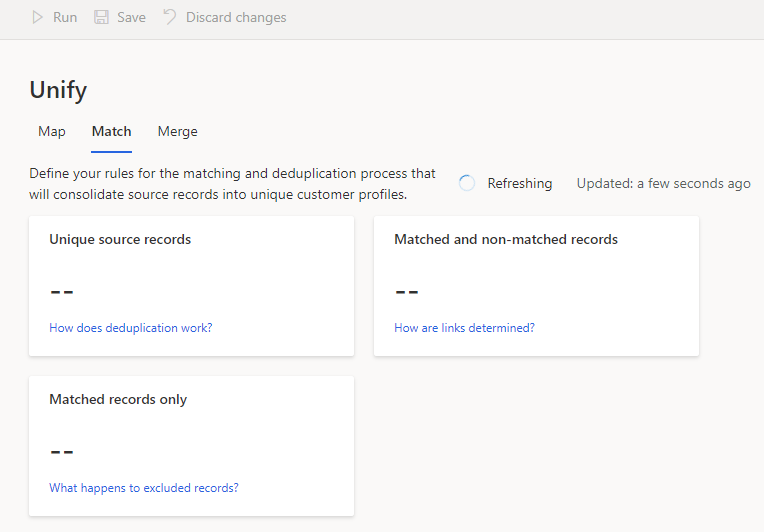 Run Save Discard changes
Unify
Map Match Merge
Define your rules for the matching and deduplication process that
will consolidate source records into unique customer profiles.
Refreshing Updated: a few seconds ago
Unique source records
--
How does deduplication work?
Matched and non-matched records
--
How are links determined?
Matched records only
--
What happens to excluded records?